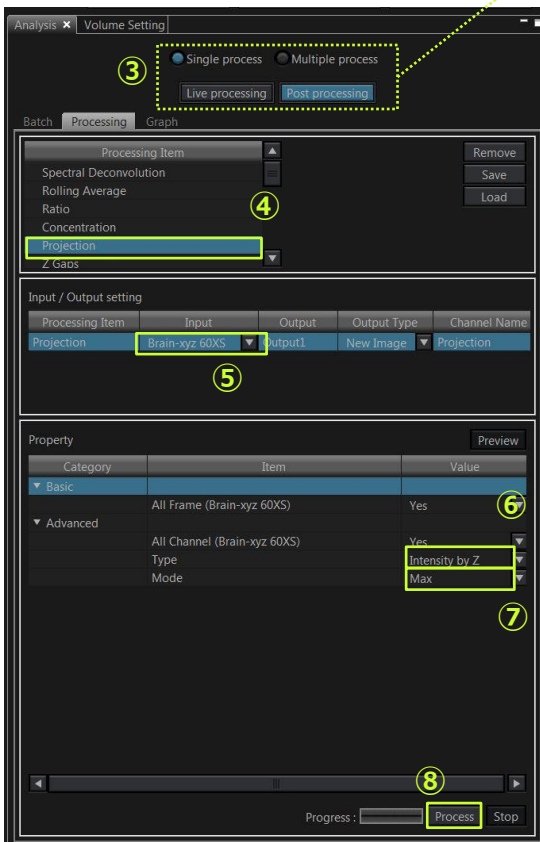 Analysis × Volume Setting
③ Single process Multiple process
Live processing Post processing
Batch Processing Graph
Processing Item
Remove
Spectral Deconvolution
Save
Rolling Average
Load
Ratio
④
Concentration
Projection
Z Gaps
Input / Output setting
Processing Item Input Output Output Type Channel Name
Projection Brain-xyz 60XS Output1 New Image Projection
⑤
Property Preview
Category Item Value
Basic
All Frame (Brain-xyz 60XS) Yes ⑥
Advanced
All Channel (Brain-xyz 60XS) Yes
Type Intensity by Z
Mode Max
⑦
⑧
Progress : Process Stop